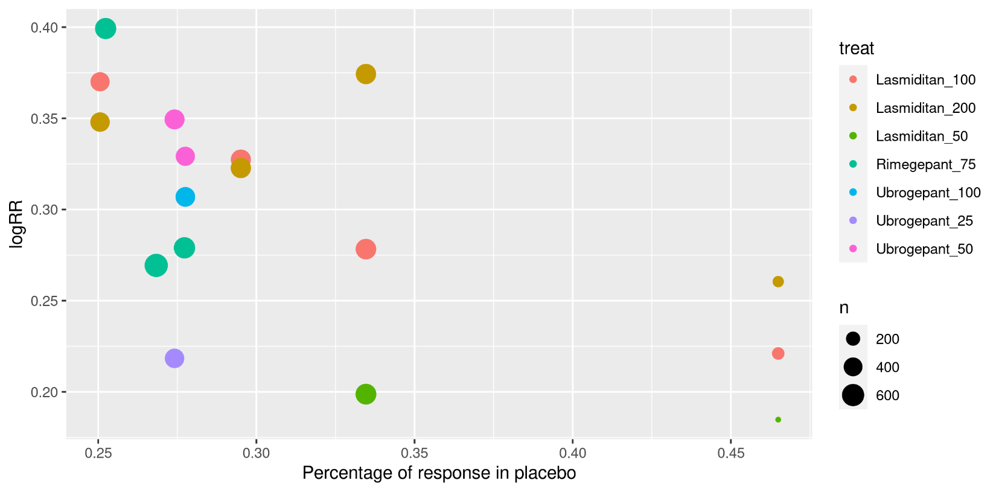 0.40
0.35
0.30
0.25
0.20
logRR
0.25 0.30 0.35 0.40 0.45
Percentage of response in placebo
treat
Lasmiditan_100
Lasmiditan_200
Lasmiditan_50
Rimegepant_75
Ubrogepant_100
Ubrogepant_25
Ubrogepant_50
n
200
400
600